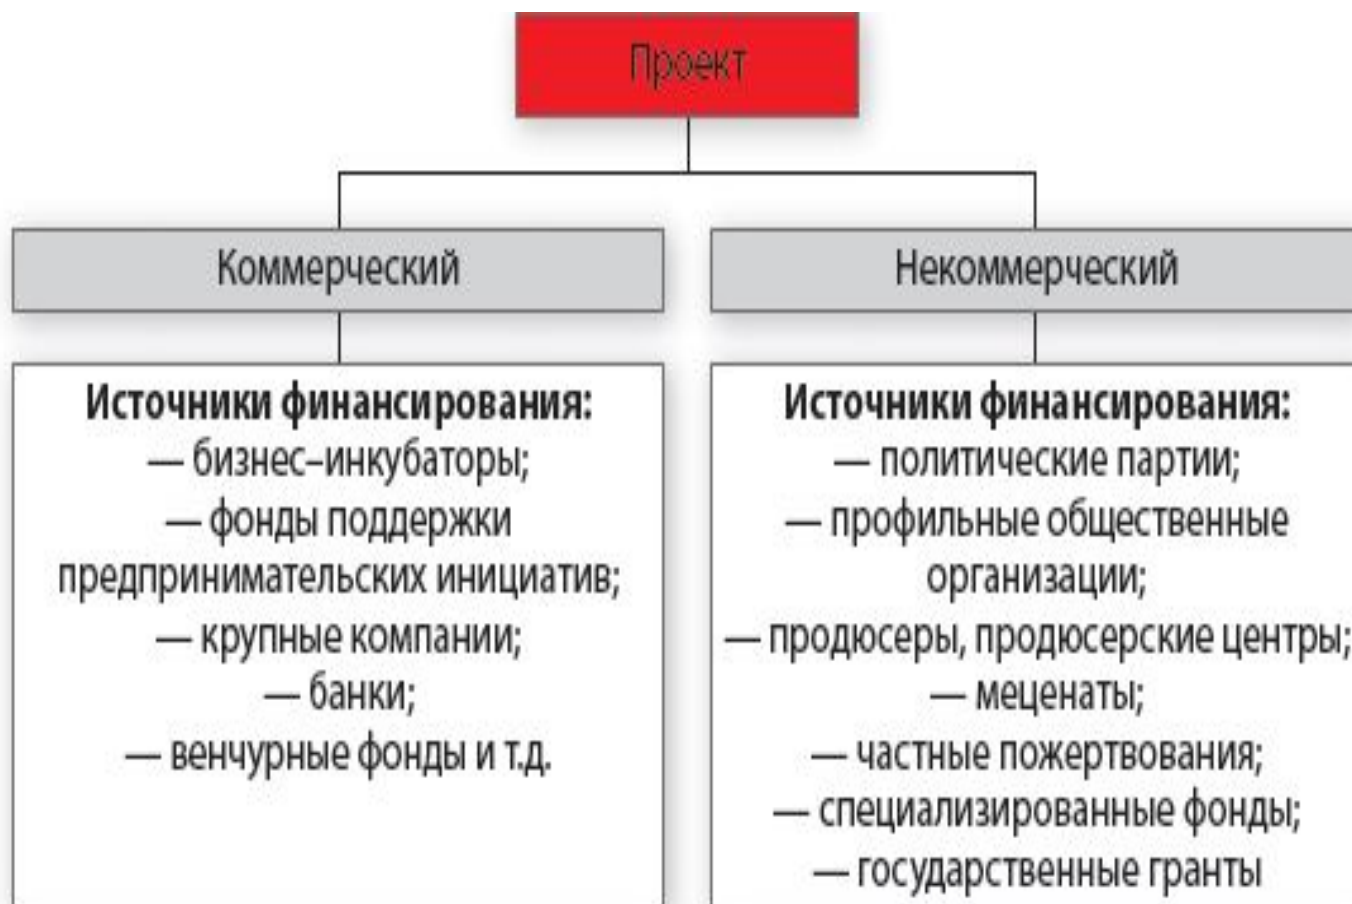 Проект
Коммерческий
Некоммерческий
Источники финансирования:
— бизнес–инкубаторы;
— фонды поддержки
предпринимательских инициатив;
— крупные компании;
— банки;
— венчурные фонды и т.д.
Источники финансирования:
— политические партии;
— профильные общественные
организации;
— продюсеры, продюсерские центры;
— меценаты;
— частные пожертвования;
— специализированные фонды;
— государственные гранты